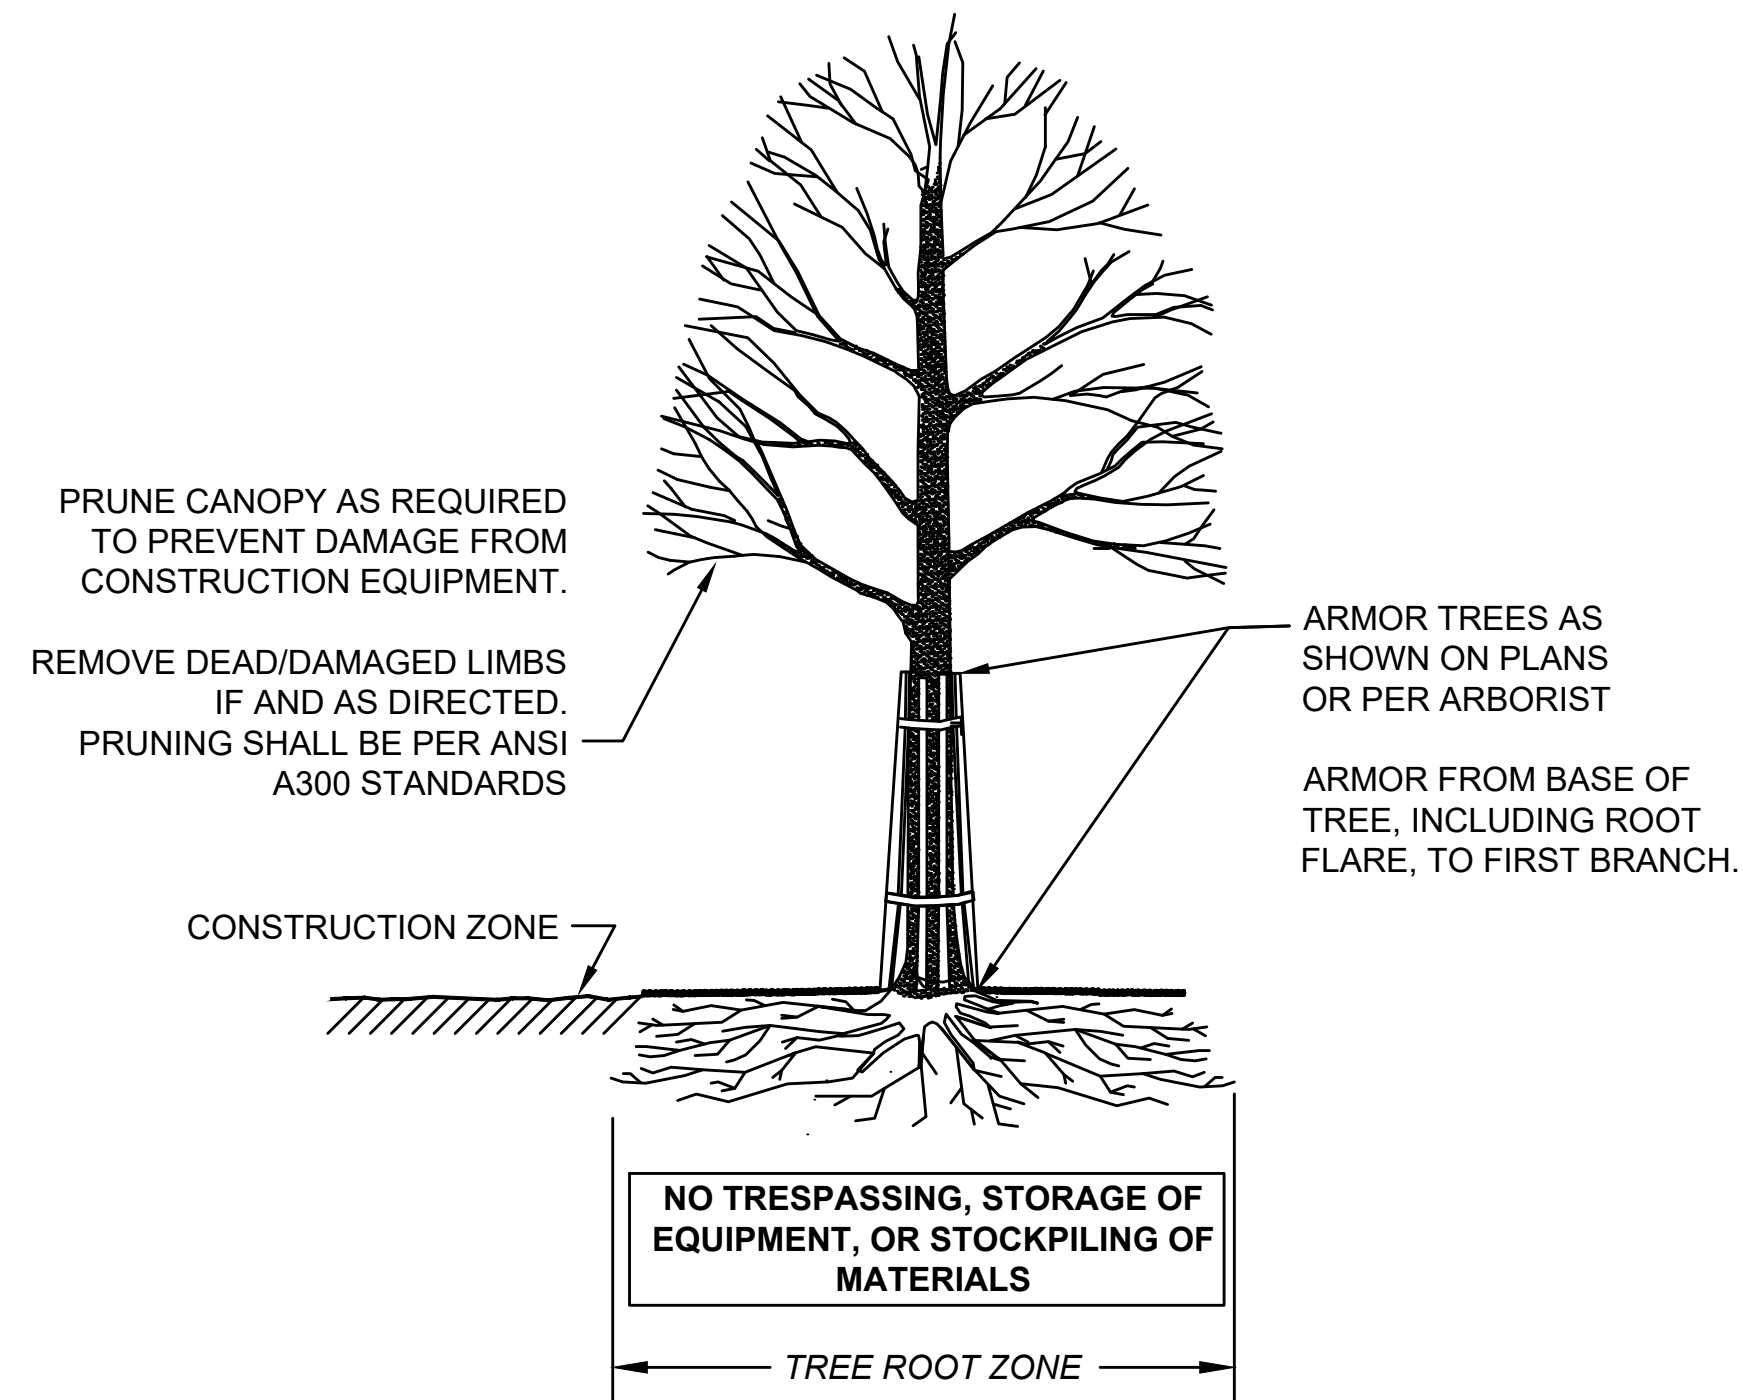 PRUNE CANOPY AS REQUIRED
TO PREVENT DAMAGE FROM
CONSTRUCTION EQUIPMENT.
REMOVE DEAD/DAMAGED LIMBS
IF AND AS DIRECTED.
PRUNING SHALL BE PER ANSI
A300 STANDARDS
ARMOR TREES AS
SHOWN ON PLANS
OR PER ARBORIST
ARMOR FROM BASE OF
TREE, INCLUDING ROOT
FLARE, TO FIRST BRANCH.
CONSTRUCTION ZONE
NO TRESPASSING, STORAGE OF
EQUIPMENT, OR STOCKPILING OF
MATERIALS
TREE ROOT ZONE